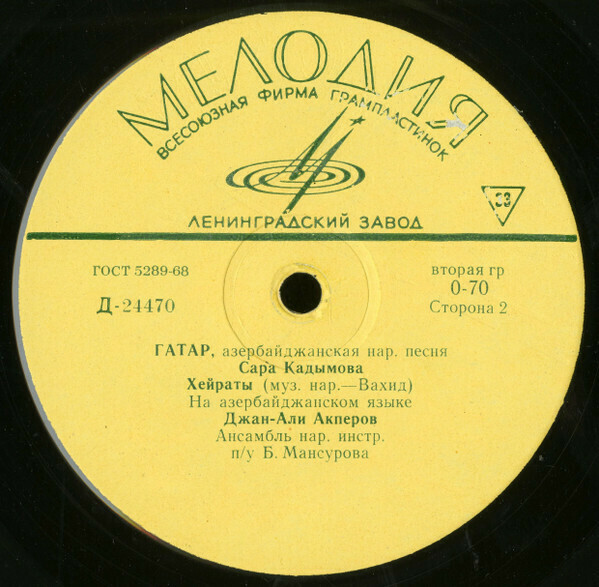 МЕЛОДИЯ
ВСЕСОЮЗНАЯ ФИРМА ГРАМПЛАСТИНОК
ЛЕНИНГРАДСКИЙ ЗАВОД
33
ГОСТ 5289-68
Д-24470
вторая гр
0-70
Сторона 2
ГАТАР, азербайджанская нар. песня
Сара Кадымова
Хейраты (муз. нар.—Вахид)
На азербайджанском языке
Джан-Али Акперов
Ансамбль нар. инстр.
п/у Б. Мансурова